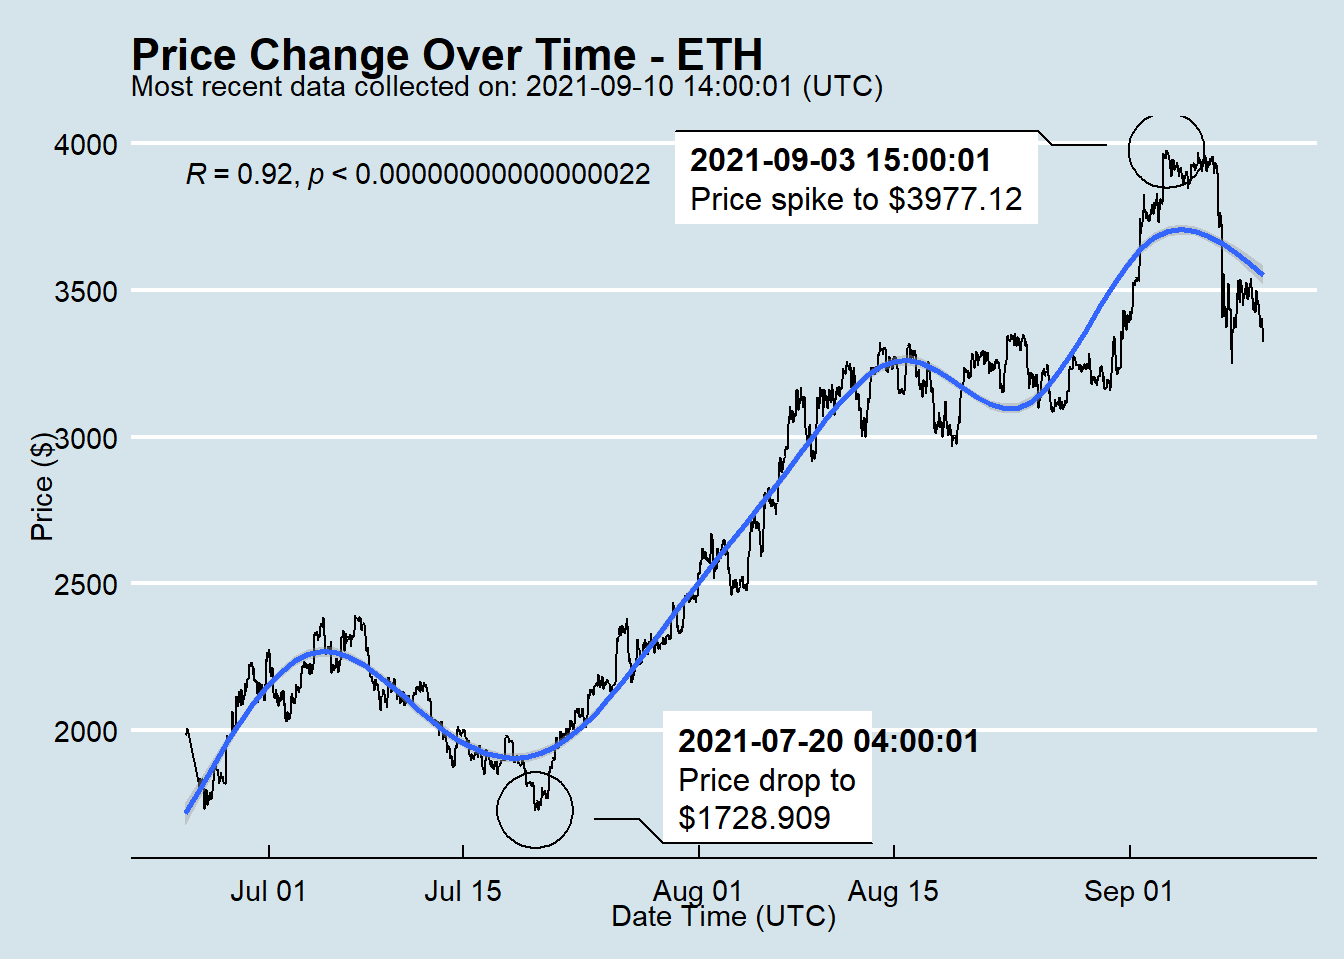 Price Change Over Time - ETH
Most recent data collected on: 2021-09-10 14:00:01 (UTC)
4000
R = 0.92, p < 0.00000000000000022
2021-09-03 15:00:01
Price spike to $3977.12
3500
3000
Price ($)
2500
2000
2021-07-20 04:00:01
Price drop to
$1728.909
Jul 01
Jul 15
Aug 01
Aug 15
Sep 01
Date Time (UTC)